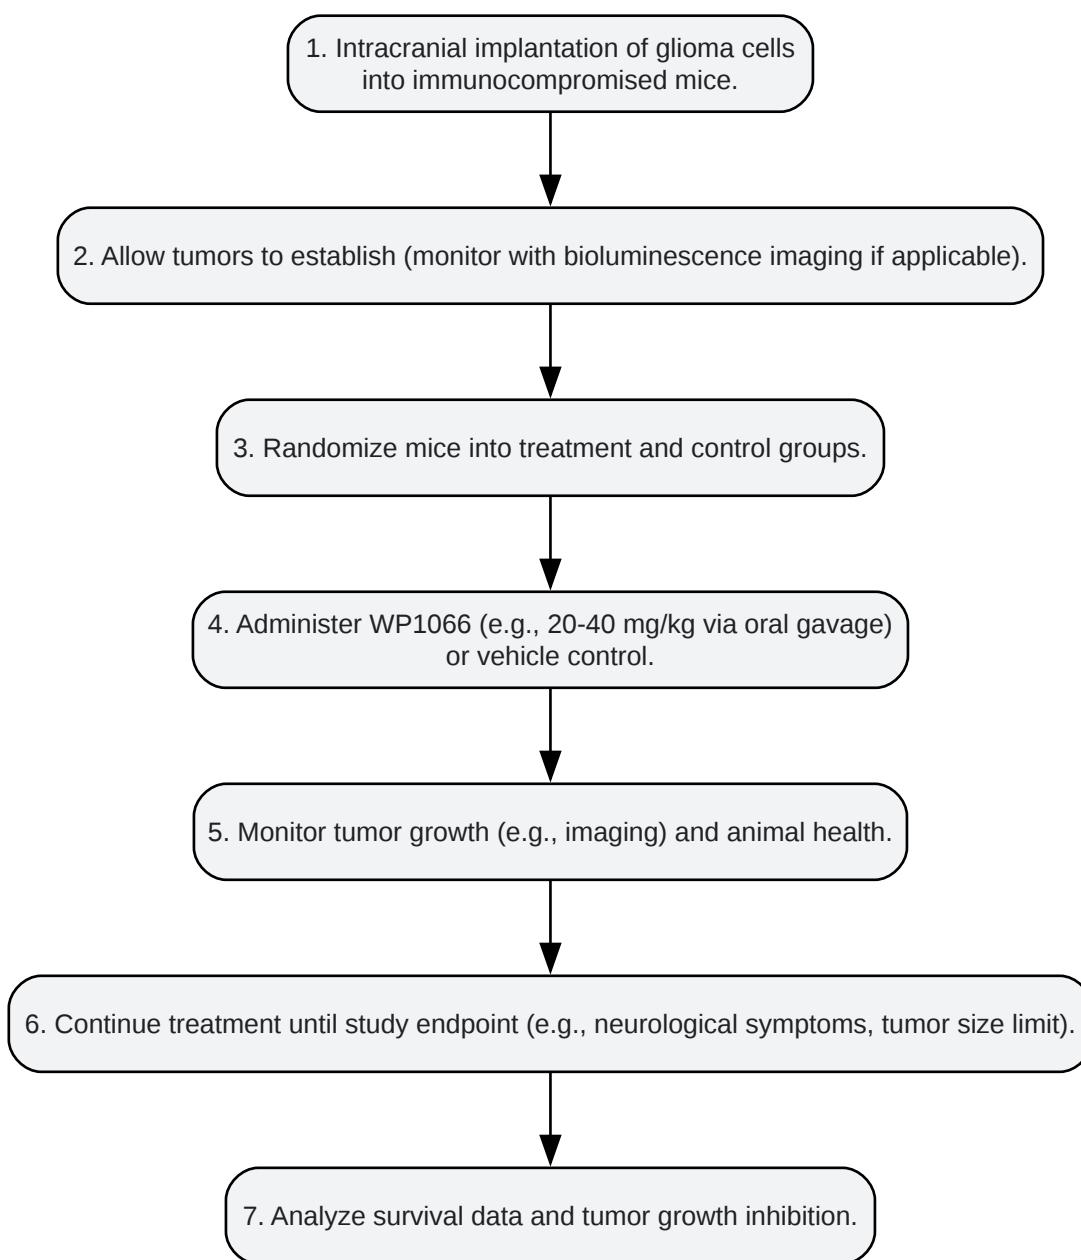 1. Intracranial implantation of glioma cells
into immunocompromised mice.
2. Allow tumors to establish (monitor with bioluminescence imaging if applicable).
3. Randomize mice into treatment and control groups.
4. Administer WP1066 (e.g., 20-40 mg/kg via oral gavage)
or vehicle control.
5. Monitor tumor growth (e.g., imaging) and animal health.
6. Continue treatment until study endpoint (e.g., neurological symptoms, tumor size limit).
7. Analyze survival data and tumor growth inhibition.